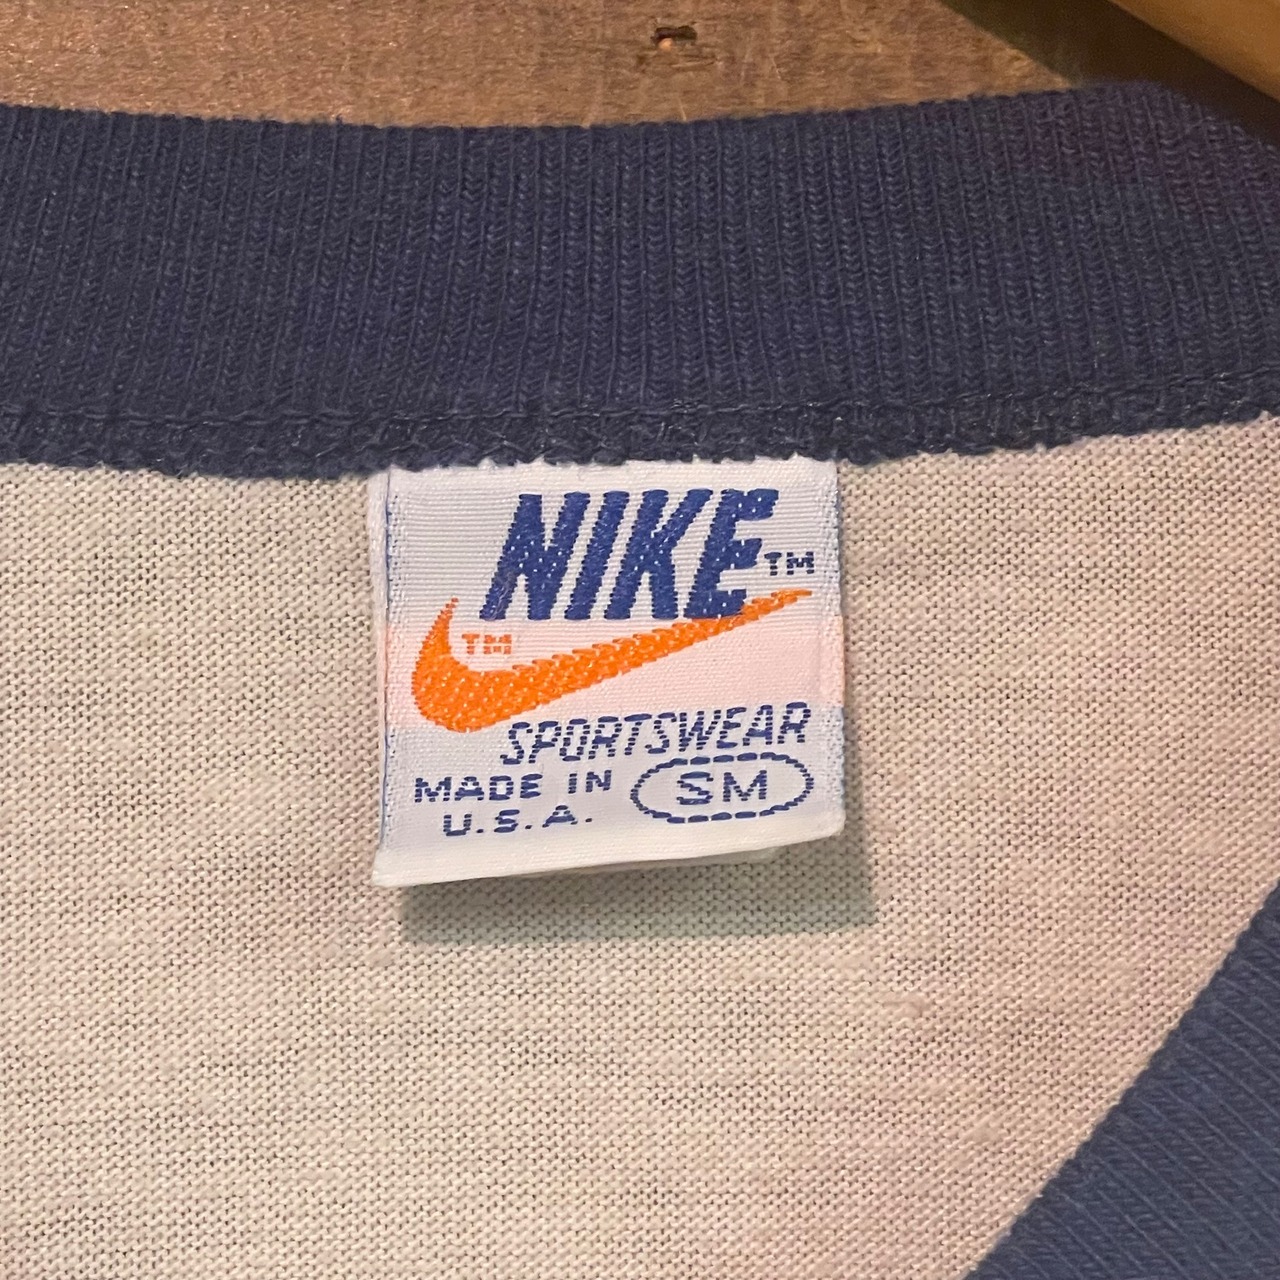 NIKE™
™
SPORTSWEAR
MADE IN
U.S.A.
SM